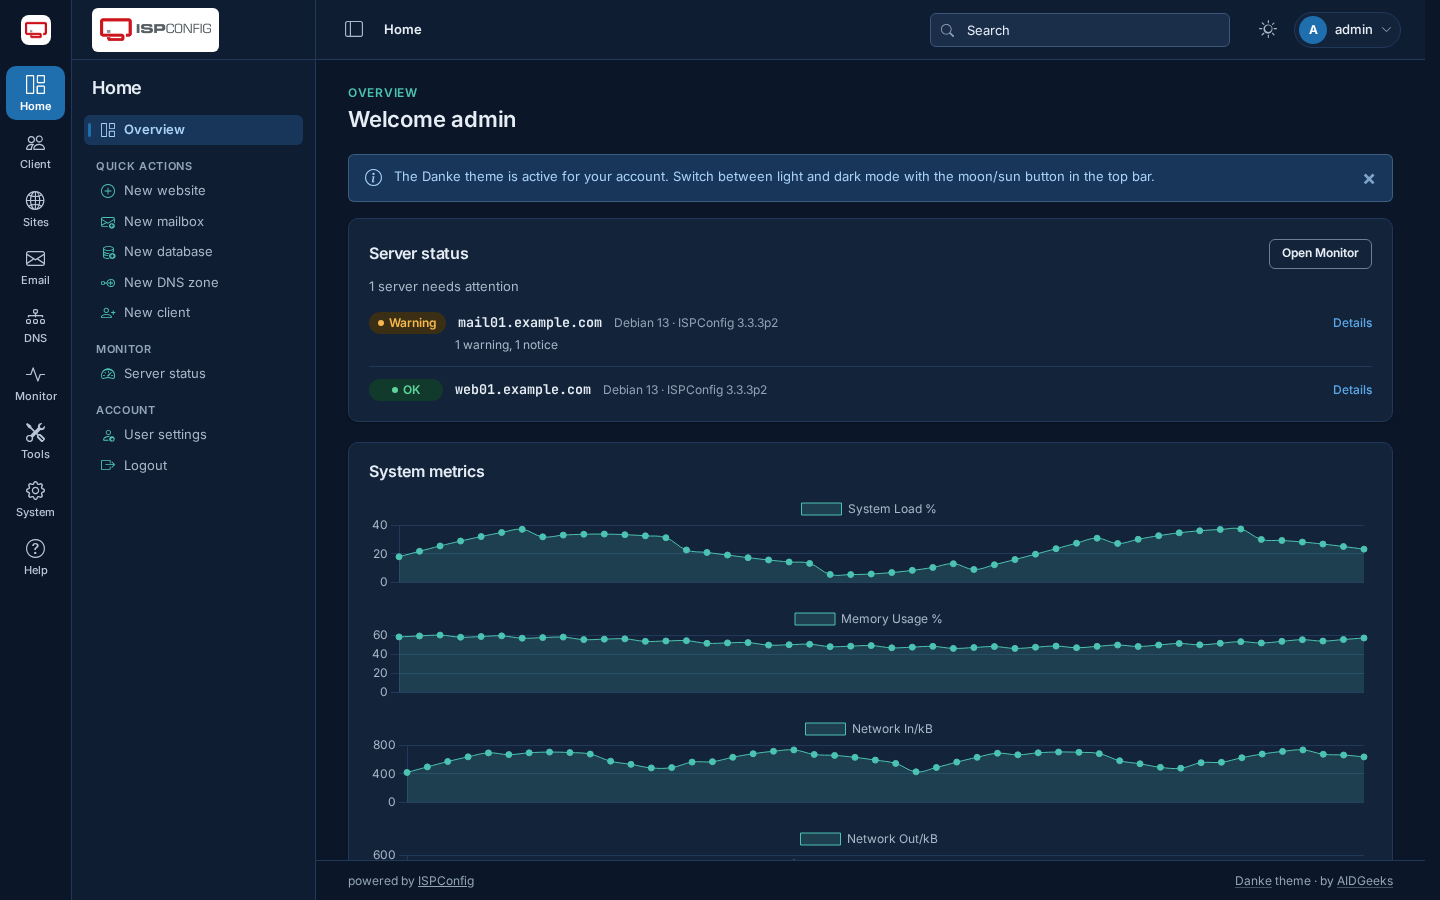 ISPCONFIG
Home
Search
A admin
Home
Client
Sites
Email
DNS
Monitor
Tools
System
Help
Home
Overview
QUICK ACTIONS
New website
New mailbox
New database
New DNS zone
New client
MONITOR
Server status
ACCOUNT
User settings
Logout
OVERVIEW
Welcome admin
The Danke theme is active for your account. Switch between light and dark mode with the moon/sun button in the top bar.
Server status
Open Monitor
1 server needs attention
Warning mail01.example.com Debian 13 · ISPConfig 3.3.3p2 Details
1 warning, 1 notice
OK web01.example.com Debian 13 · ISPConfig 3.3.3p2 Details
System metrics
System Load %
40
20
0
Memory Usage %
60
40
20
0
Network In/kB
800
400
0
Network Out/kB
600
powered by ISPConfig
Danke theme · by AIDGeeks